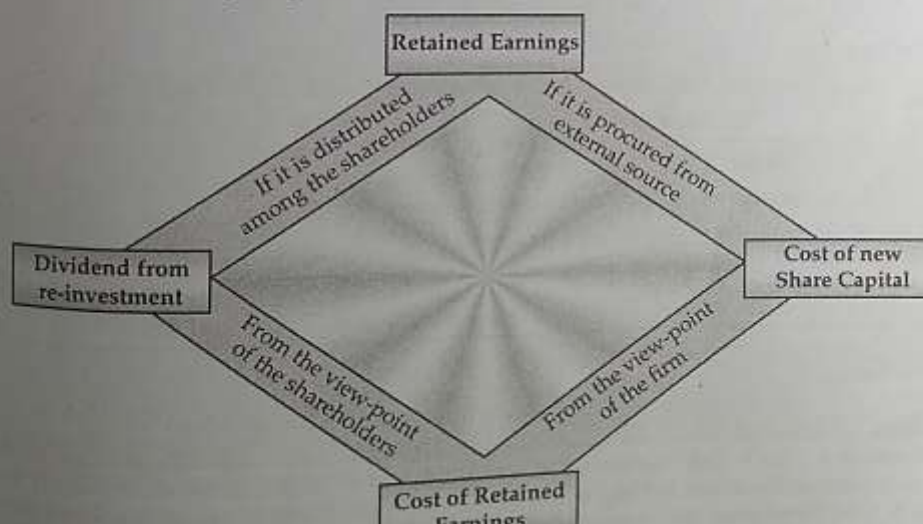 Retained Earnings
If it is distributed
among the shareholders
If it is procured from
external source
Dividend from
re-investment
Cost of new
Share Capital
From the view-point
of the shareholders
From the view-point
of the firm
Cost of Retained
Earnings